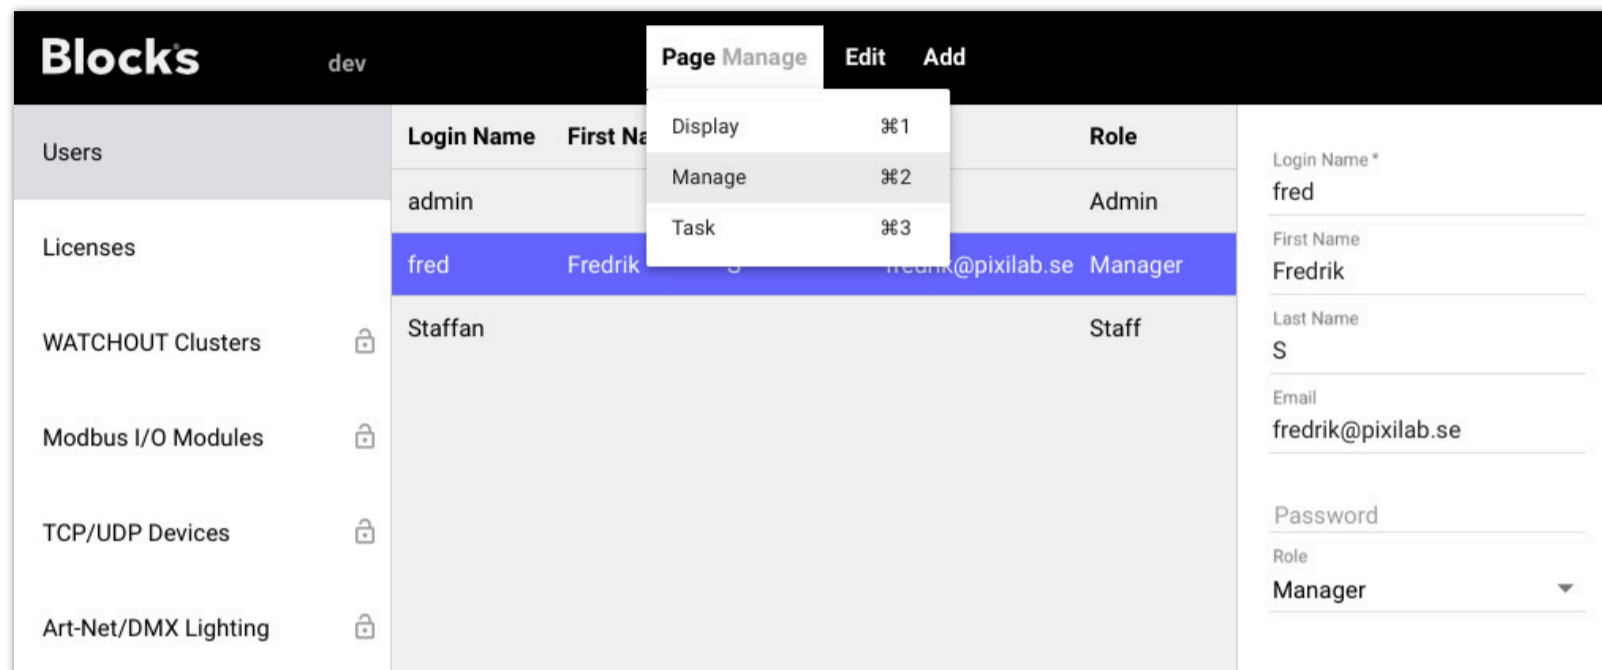 Blocks dev Page Manage Edit Add
Users
Licenses
WATCHOUT Clusters
Modbus I/O Modules
TCP/UDP Devices
Art-Net/DMX Lighting
Display ⌘1
Manage ⌘2
Task ⌘3
Login Name First Na Role
admin Admin
fred Fredrik S fredrik@pixilab.se Manager
Staffan Staff
Login Name *
fred
First Name
Fredrik
Last Name
S
Email
fredrik@pixilab.se
Password
Role
Manager